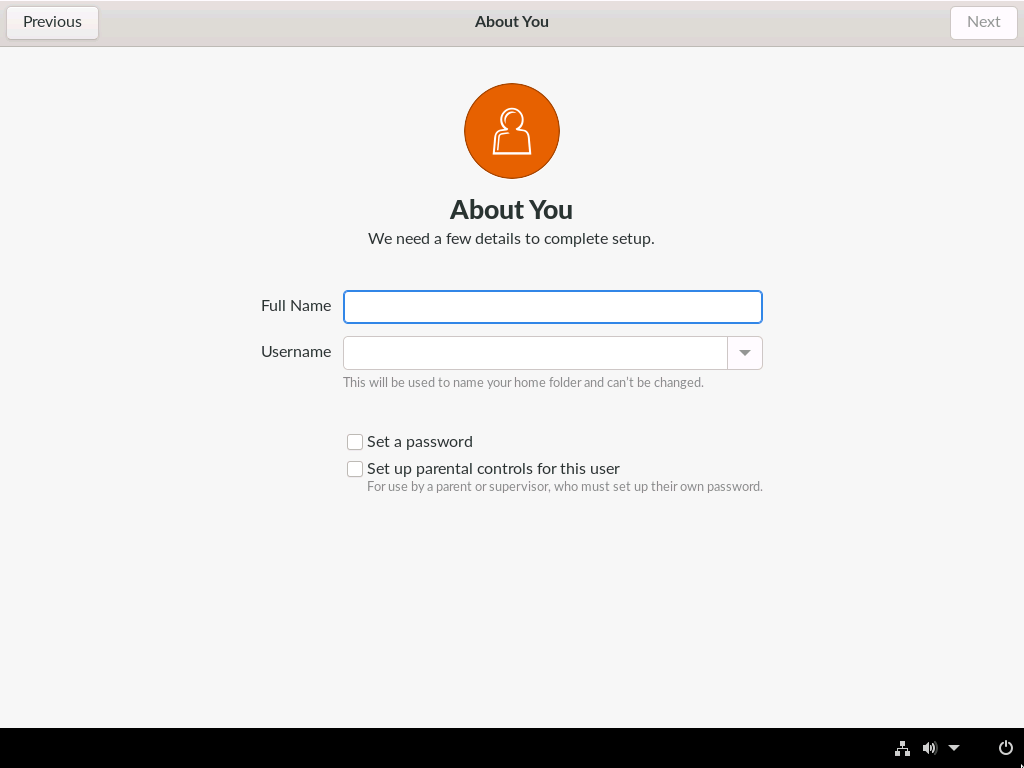 Previous
About You
Next
About You
We need a few details to complete setup.
Full Name
Username
This will be used to name your home folder and can't be changed.
Set a password
Set up parental controls for this user
For use by a parent or supervisor, who must set up their own password.